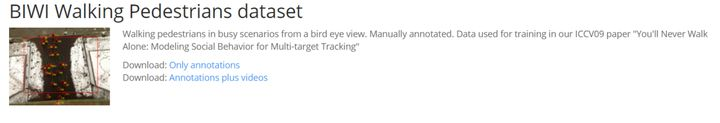 BIWI Walking Pedestrians dataset
Walking pedestrians in busy scenarios from a bird eye view. Manually annotated. Data used for training in our ICCV09 paper "You'll Never Walk
Alone: Modeling Social Behavior for Multi-target Tracking"
Download: Only annotations
Download: Annotations plus videos